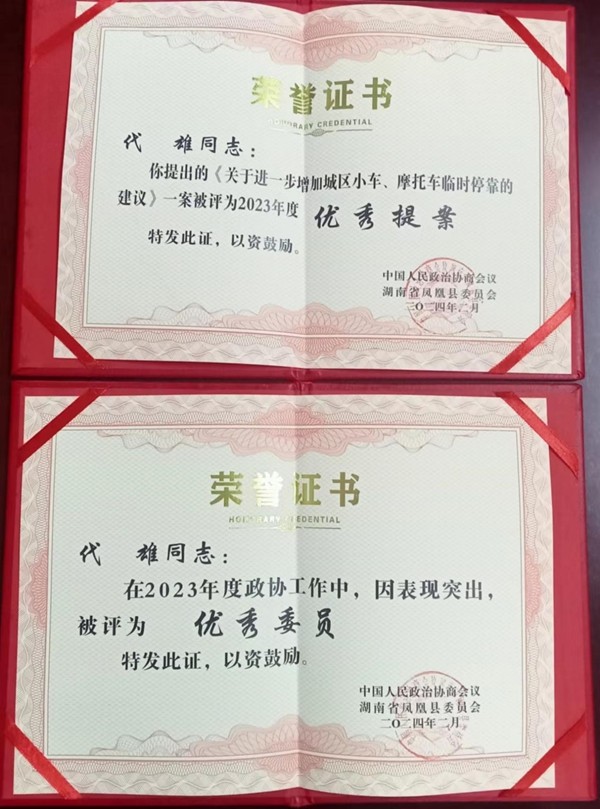 荣誉证书
HONORARY CREDENTIAL
代 雄同志：
你提出的《关于进一步增加城区小车、摩托车临时停靠的
建议》一案被评为2023年度 优秀提案
特发此证，以资鼓励。
中国人民政治协商会议
湖南省凤凰县委员会
二〇二四年二月
荣誉证书
HONORARY CREDENTIAL
代 雄同志：
在2023年度政协工作中，因表现突出，
被评为 优秀委员
特发此证，以资鼓励。
中国人民政治协商会议
湖南省凤凰县委员会
二〇二四年二月